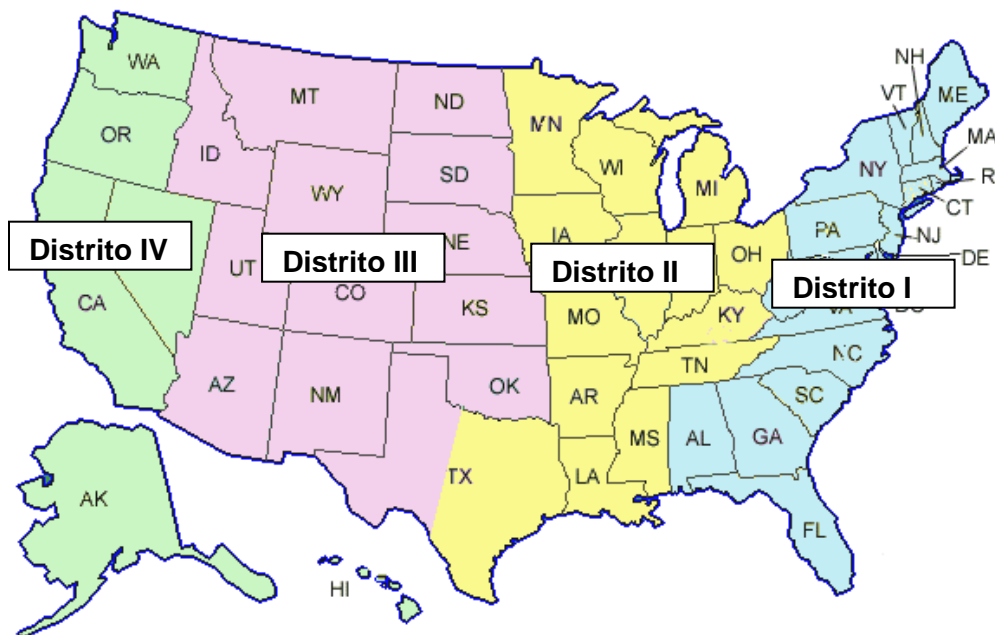 NH
WA
VT
ME
MT
ND
MN
OR
MA
ID
WI
NY
SD
R
MI
WY
CT
PA
NJ
Distrito IV
NE
IA
OH
DE
Distrito III
Distrito II
UT
Distrito I
CO
CA
KS
MO
KY
VA
NC
TN
AZ
NM
OK
AR
SC
MS
AL
GA
TX
LA
AK
FL
HI